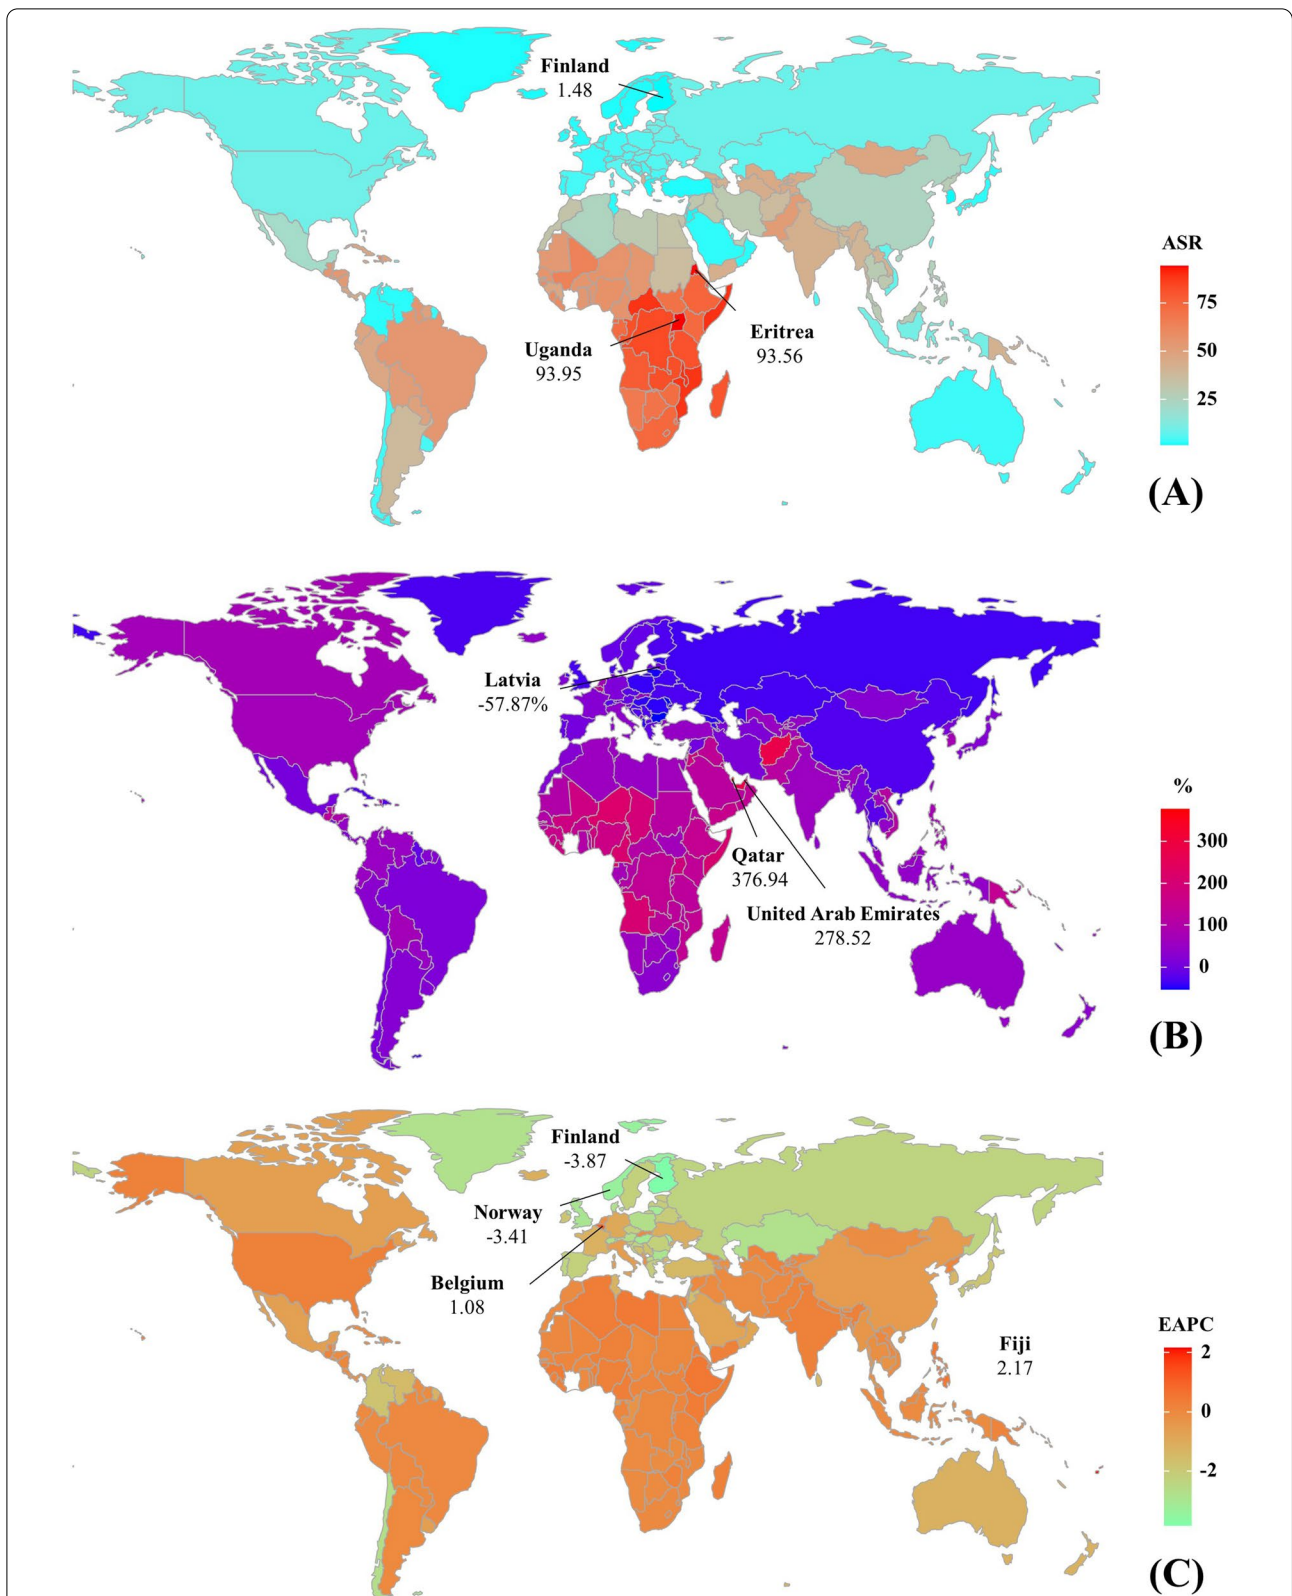 Finland
1.48
ASR
75
50
25
Eritrea
93.56
Uganda
93.95
(A)
Latvia
-57.87%
%
300
200
100
0
Qatar
376.94
United Arab Emirates
278.52
(B)
Finland
-3.87
Norway
-3.41
Belgium
1.08
EAPC
2
0
-2
Fiji
2.17
(C)